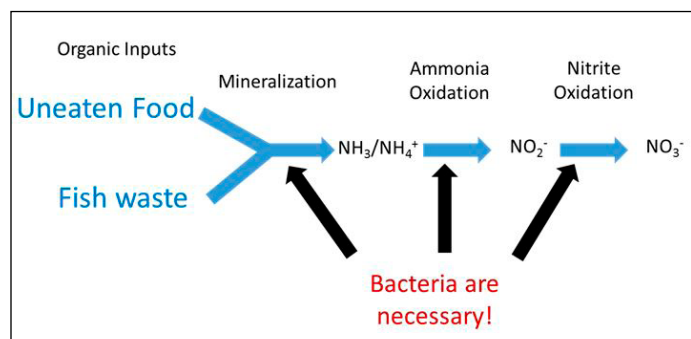 Organic Inputs
Mineralization
Ammonia
Oxidation
Nitrite
Oxidation
Uneaten Food
NH₃/NH₄⁺
NO₂⁻
NO₃⁻
Fish waste
Bacteria are
necessary!